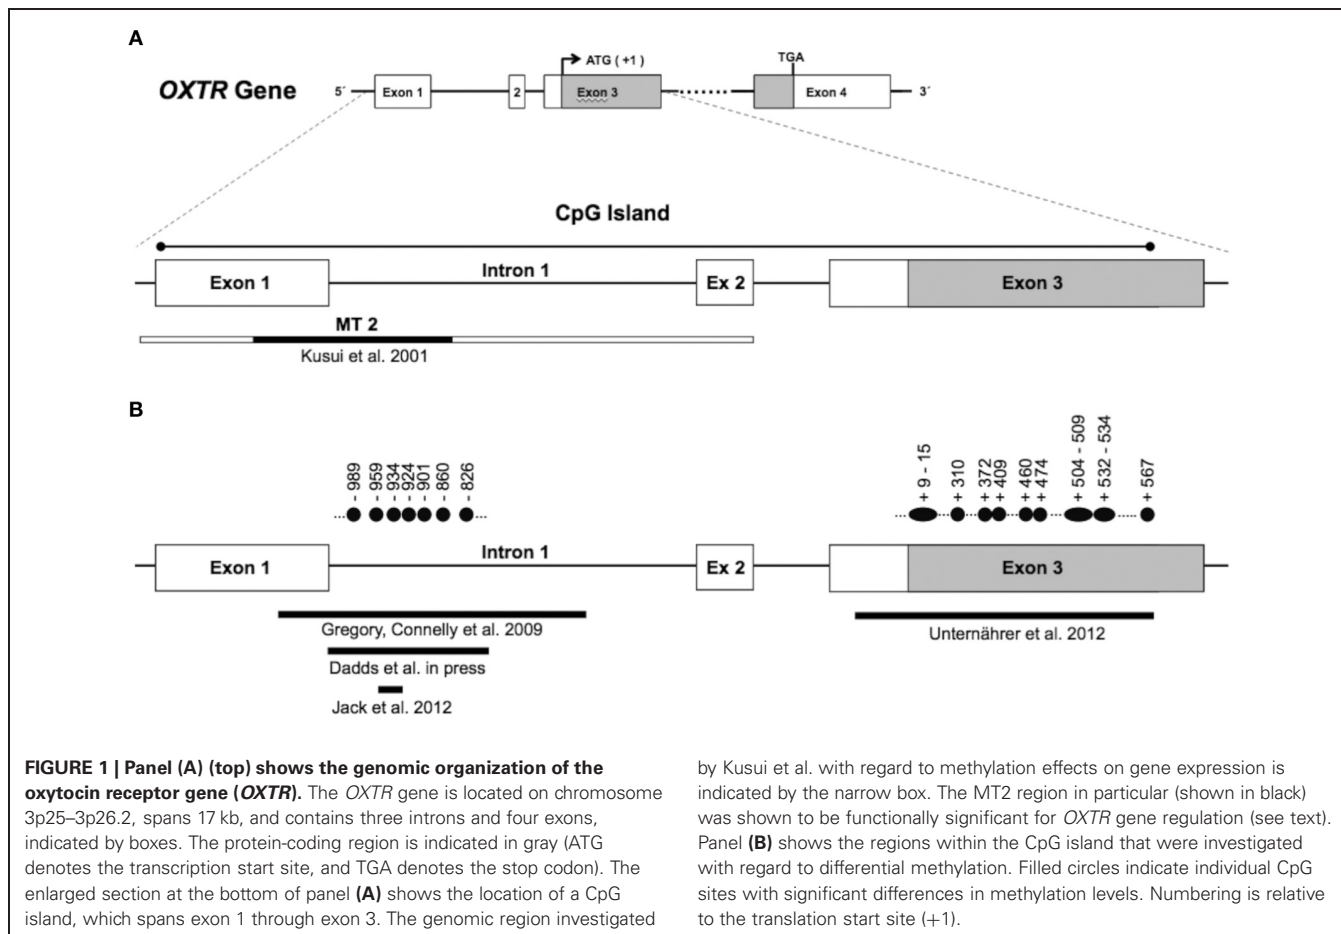 A
OXTR Gene
5´
Exon 1
2
ATG ( +1 )
Exon 3
TGA
Exon 4
3´
CpG Island
Exon 1
Intron 1
Ex 2
Exon 3
MT 2
Kusui et al. 2001
B
- 989
- 959
- 934
- 924
- 901
- 860
- 826
+ 9 - 15
+ 310
+ 372
+ 409
+ 460
+ 474
+ 504 - 509
+ 532 - 534
+ 567
Exon 1
Intron 1
Ex 2
Exon 3
Gregory, Connelly et al. 2009
Dadds et al. in press
Jack et al. 2012
Unternährer et al. 2012
FIGURE 1 | Panel (A) (top) shows the genomic organization of the
oxytocin receptor gene (OXTR). The OXTR gene is located on chromosome
3p25–3p26.2, spans 17 kb, and contains three introns and four exons,
indicated by boxes. The protein-coding region is indicated in gray (ATG
denotes the transcription start site, and TGA denotes the stop codon). The
enlarged section at the bottom of panel (A) shows the location of a CpG
island, which spans exon 1 through exon 3. The genomic region investigated
by Kusui et al. with regard to methylation effects on gene expression is
indicated by the narrow box. The MT2 region in particular (shown in black)
was shown to be functionally significant for OXTR gene regulation (see text).
Panel (B) shows the regions within the CpG island that were investigated
with regard to differential methylation. Filled circles indicate individual CpG
sites with significant differences in methylation levels. Numbering is relative
to the translation start site (+1).